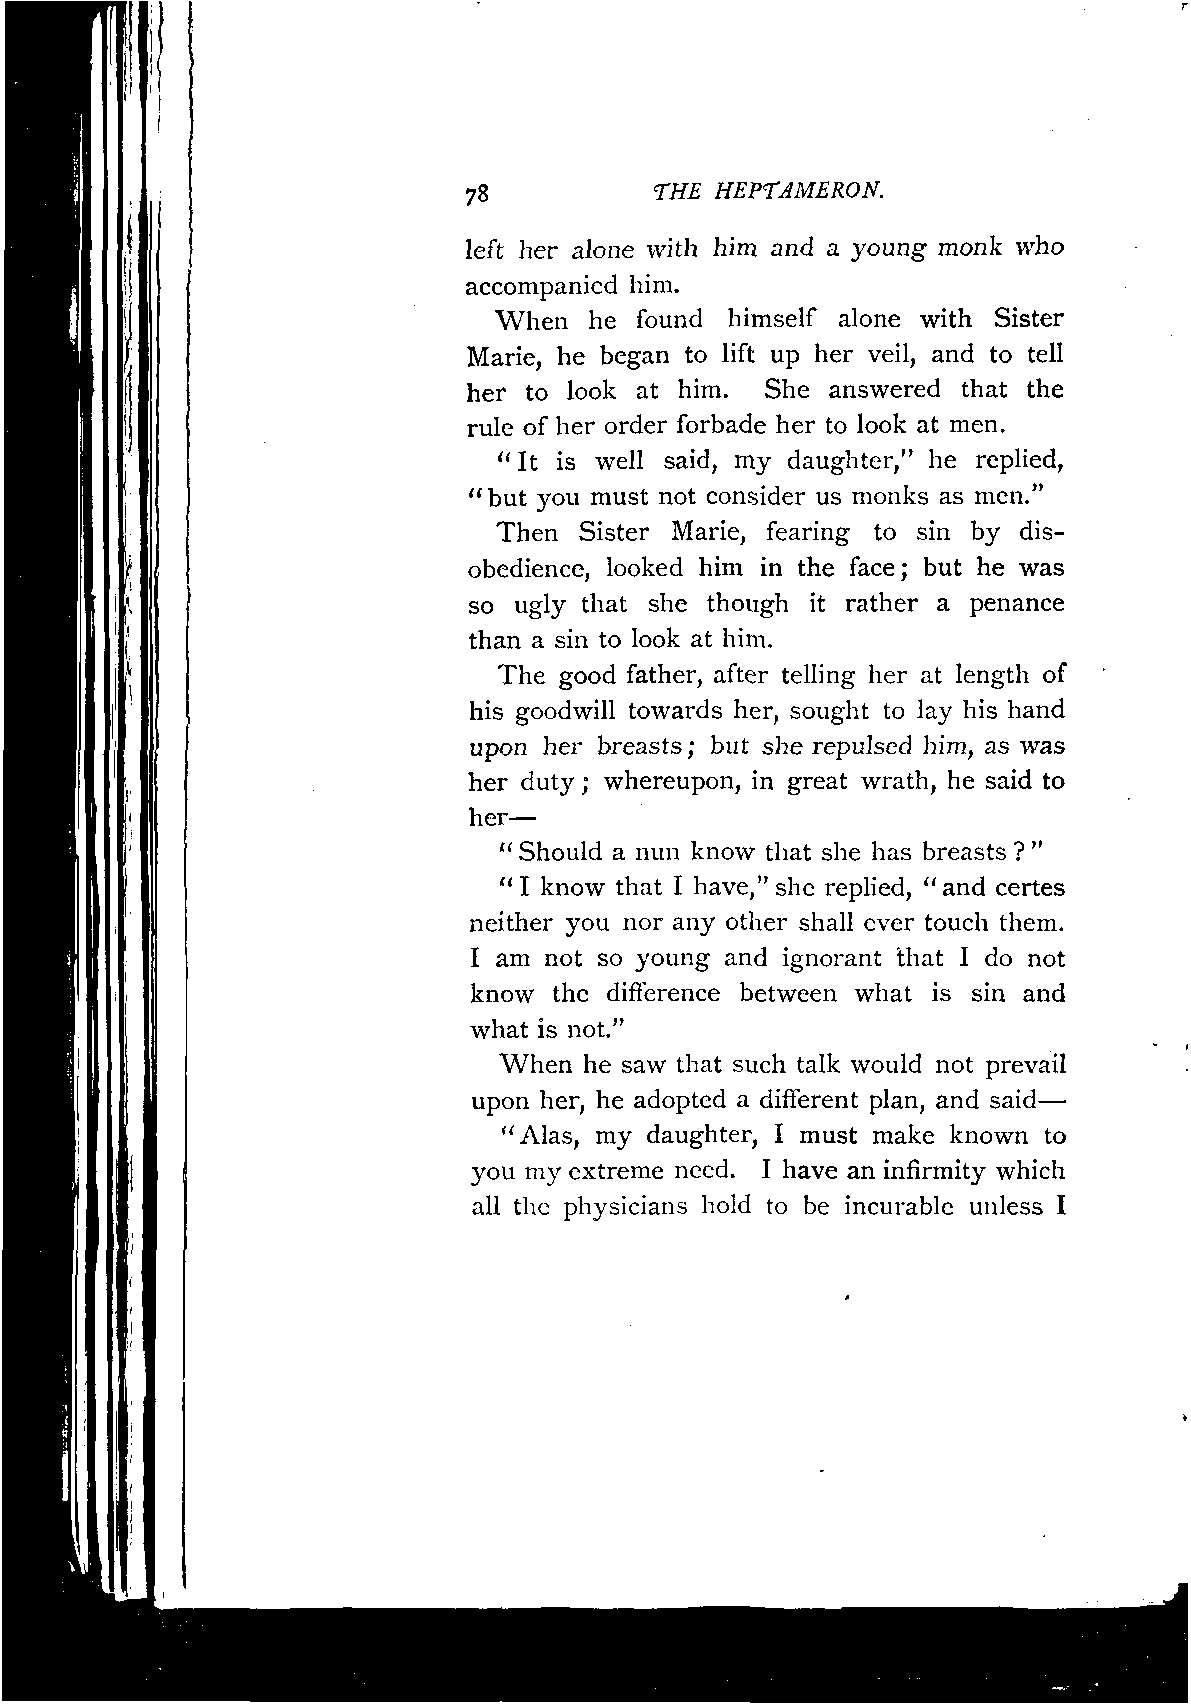 78 THE HEPTAMERON.
left her alone with him and a young monk who
accompanied him.
When he found himself alone with Sister
Marie, he began to lift up her veil, and to tell
her to look at him. She answered that the
rule of her order forbade her to look at men.
"It is well said, my daughter," he replied,
"but you must not consider us monks as men."
Then Sister Marie, fearing to sin by dis-
obedience, looked him in the face; but he was
so ugly that she though it rather a penance
than a sin to look at him.
The good father, after telling her at length of
his goodwill towards her, sought to lay his hand
upon her breasts; but she repulsed him, as was
her duty; whereupon, in great wrath, he said to
her—
"Should a nun know that she has breasts?"
"I know that I have," she replied, "and certes
neither you nor any other shall ever touch them.
I am not so young and ignorant that I do not
know the difference between what is sin and
what is not."
When he saw that such talk would not prevail
upon her, he adopted a different plan, and said—
"Alas, my daughter, I must make known to
you my extreme need. I have an infirmity which
all the physicians hold to be incurable unless I